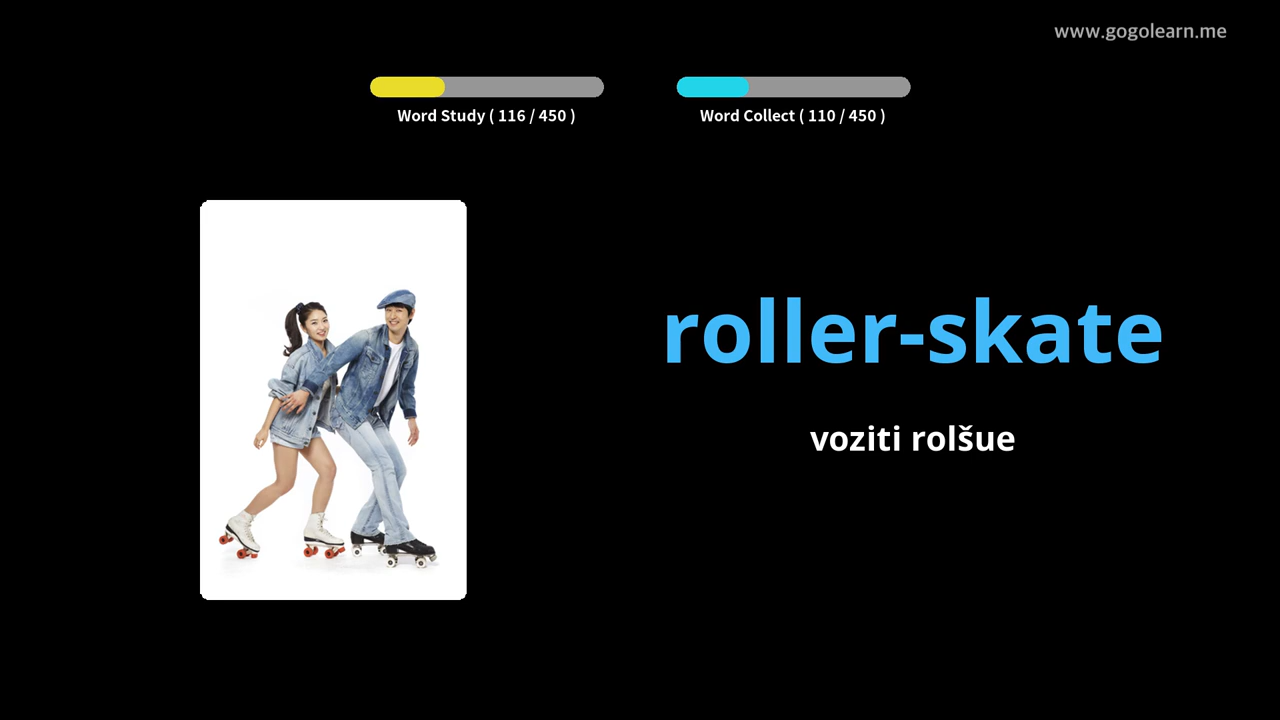 www.gogolearn.me
Word Study ( 116 / 450 )
Word Collect ( 110 / 450 )
roller-skate
voziti rolšue